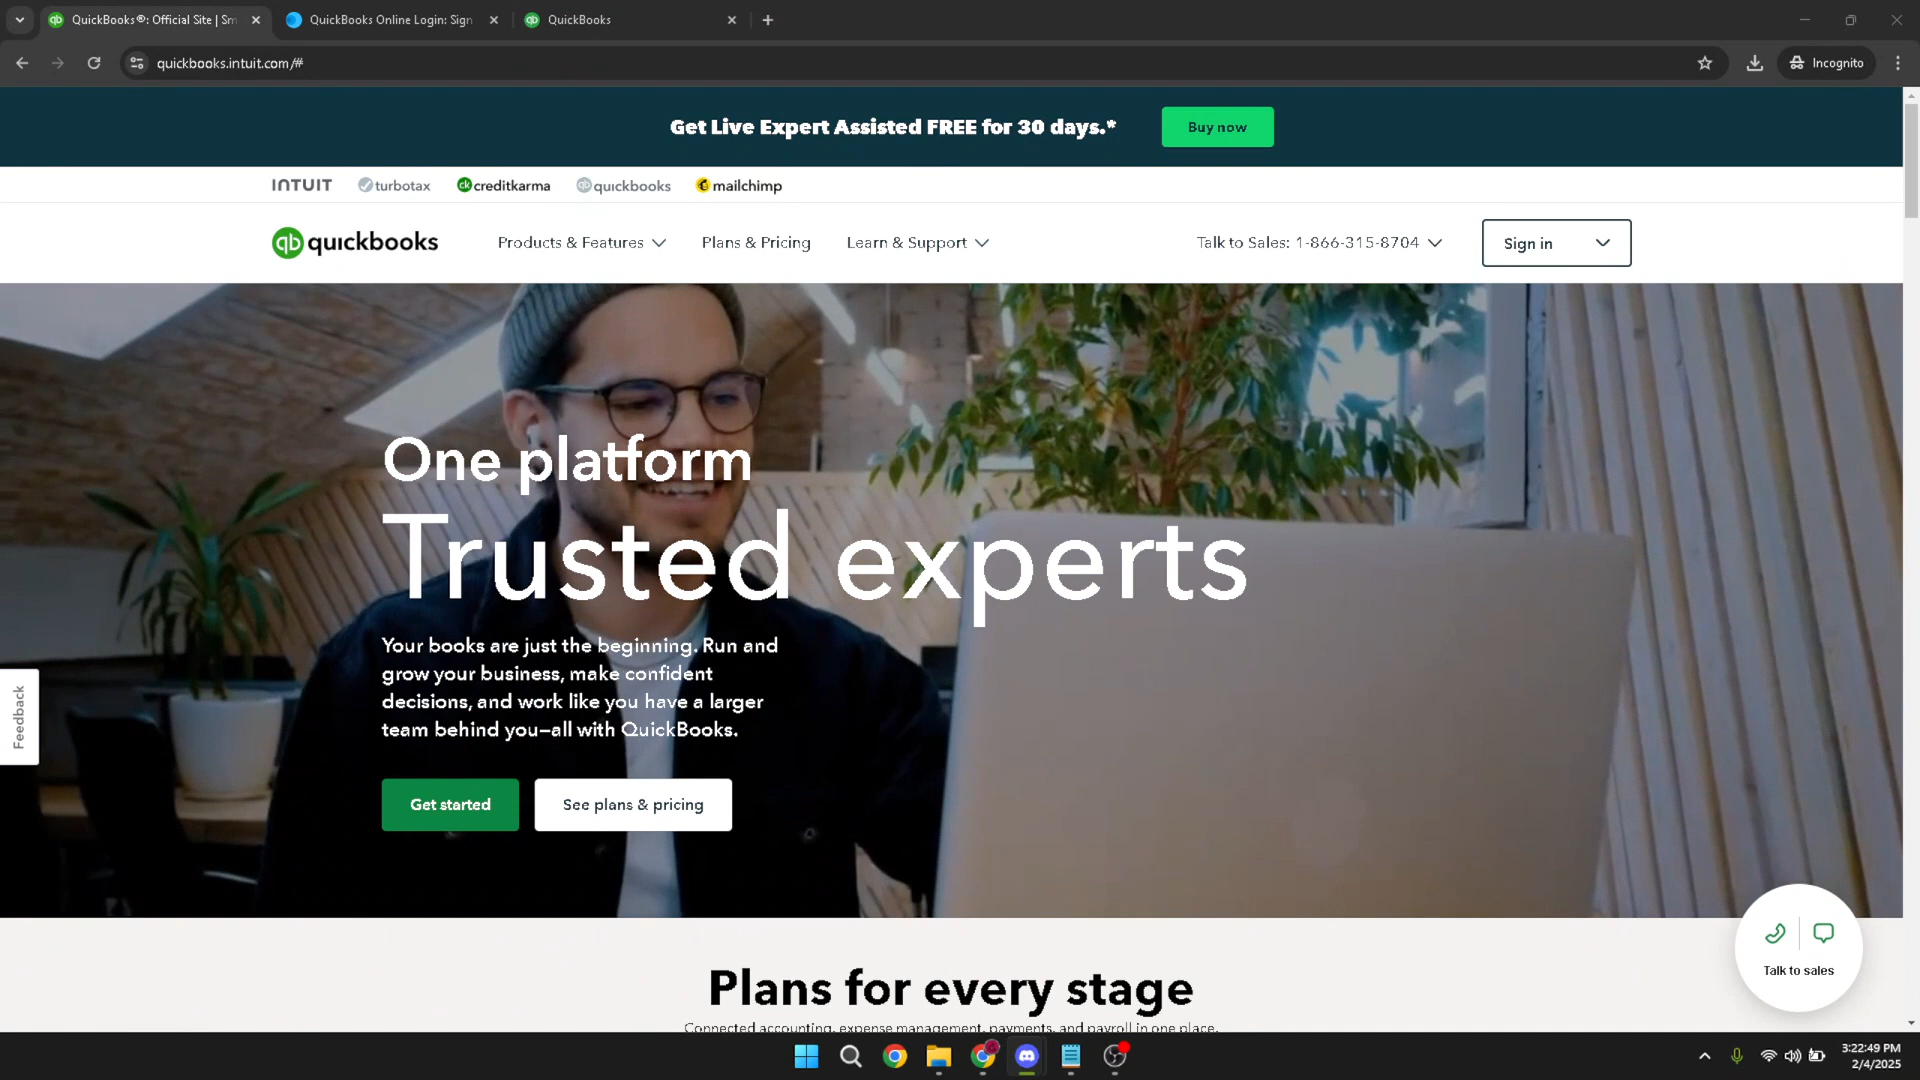 QuickBooks®: Official Site | Sm
QuickBooks Online Login: Sign
QuickBooks
quickbooks.intuit.com/#
Incognito
Get Live Expert Assisted FREE for 30 days.*
Buy now
INTUIT
turbotax
creditkarma
quickbooks
mailchimp
quickbooks
Products & Features
Plans & Pricing
Learn & Support
Talk to Sales: 1-866-315-8704
Sign in
One platform
Trusted experts
Your books are just the beginning. Run and
grow your business, make confident
decisions, and work like you have a larger
team behind you—all with QuickBooks.
Feedback
Get started
See plans & pricing
Talk to sales
Plans for every stage
Connected accounting, expense management, payments, and payroll in one place.
3:22:49 PM
2/4/2025